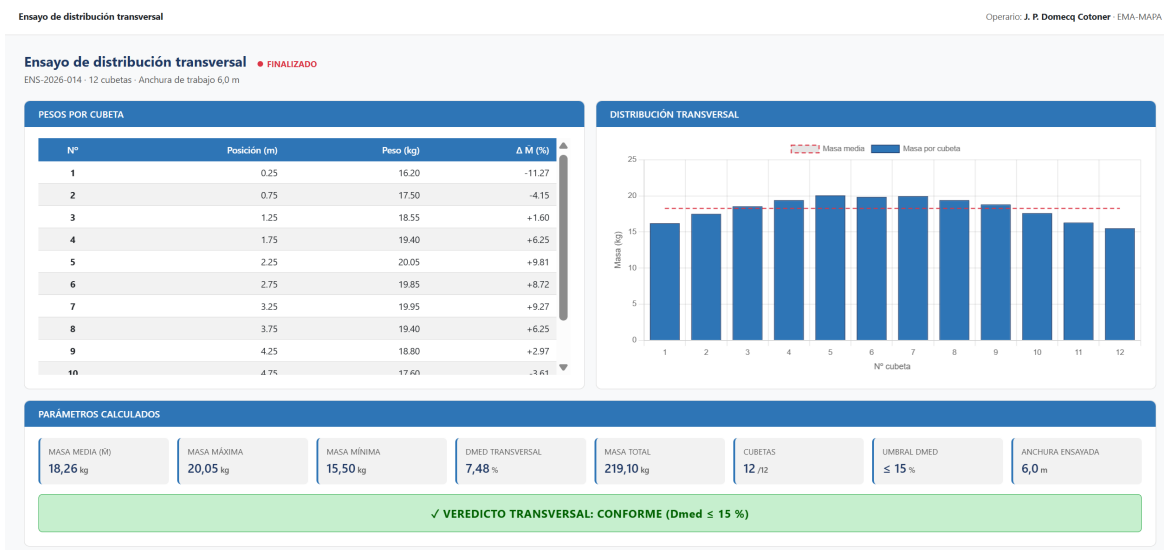 Ensayo de distribución transversal
Operario: J. P. Domecq Cotoner · EMA-MAPA
Ensayo de distribución transversal ● FINALIZADO
ENS-2026-014 · 12 cubetas · Anchura de trabajo 6,0 m
PESOS POR CUBETA
Nº Posición (m) Peso (kg) Δ M̄ (%)
1 0.25 16.20 -11.27
2 0.75 17.50 -4.15
3 1.25 18.55 +1.60
4 1.75 19.40 +6.25
5 2.25 20.05 +9.81
6 2.75 19.85 +8.72
7 3.25 19.95 +9.27
8 3.75 19.40 +6.25
9 4.25 18.80 +2.97
10 4.75 17.60 -3.61
DISTRIBUCIÓN TRANSVERSAL
Masa media Masa por cubeta
Masa (kg)
25
20
15
10
5
0
1 2 3 4 5 6 7 8 9 10 11 12
Nº cubeta
PARÁMETROS CALCULADOS
MASA MEDIA (M̄)
18,26 kg
MASA MÁXIMA
20,05 kg
MASA MÍNIMA
15,50 kg
DMED TRANSVERSAL
7,48 %
MASA TOTAL
219,10 kg
CUBETAS
12 /12
UMBRAL DMED
≤ 15 %
ANCHURA ENSAYADA
6,0 m
✓ VEREDICTO TRANSVERSAL: CONFORME (Dmed ≤ 15 %)